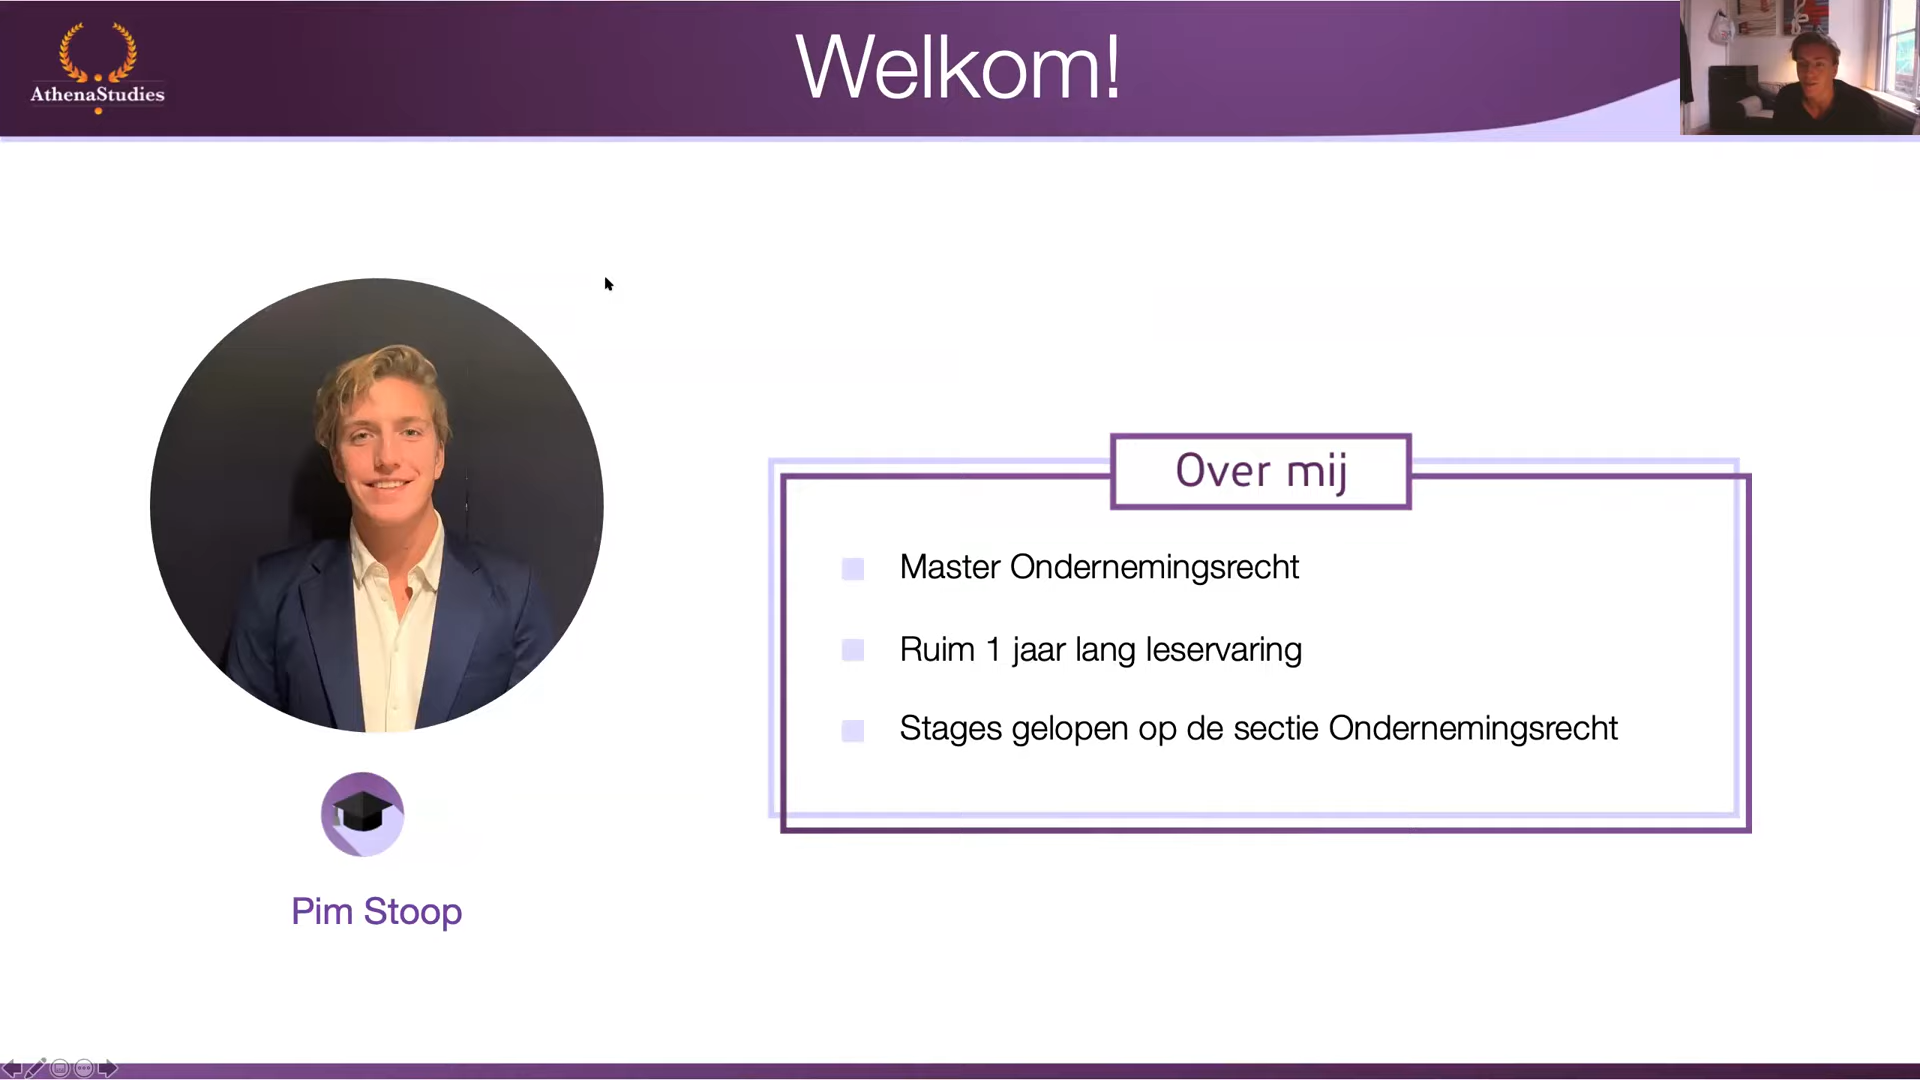 AthenaStudies
Welkom!
Over mij
Master Ondernemingsrecht
Ruim 1 jaar lang leservaring
Stages gelopen op de sectie Ondernemingsrecht
Pim Stoop